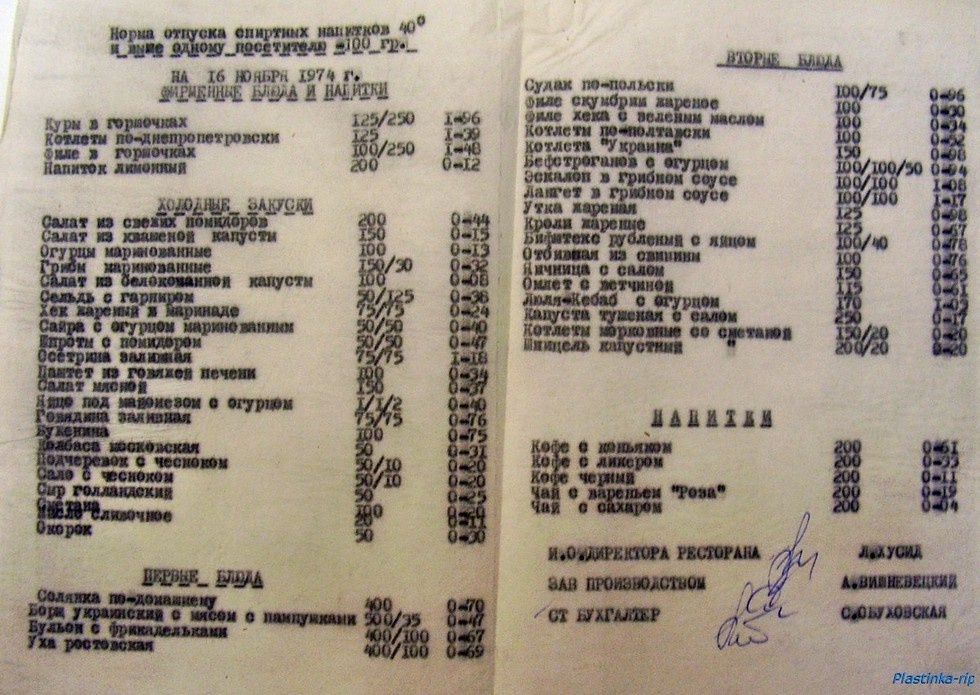 Норма отпуска спиртных напитков 40°
и выше одному посетителю -100 гр.
НА 16 НОЯБРЯ 1974 г.
ФИРМЕННЫЕ БЛЮДА И НАПИТКИ
Куры в горшочках 125/250 1-96
Котлеты по-днепропетровски 125 1-39
Филе в горшочках 100/250 1-48
Напиток лимонный 200 0-12
ХОЛОДНЫЕ ЗАКУСКИ
Салат из свежих помидоров 200 0-44
Салат из квашеной капусты 150 0-15
Огурцы маринованные 100 0-13
Грибы маринованные 150/30 0-32
Салат из белокочанной капусты 100 0-08
Сельдь с гарниром 50/125 0-36
Хек жареный в маринаде 75/75 0-24
Сайра с огурцом маринованным 50/50 0-40
Шпроты с помидором 50/50 0-47
Осетрина заливная 75/75 1-18
Паштет из говяжей печени 100 0-34
Салат мясной 150 0-37
Яйцо под майонезом с огурцом 1/1/2 0-40
Говядина заливная 75/75 0-76
Буженина 100 0-75
Колбаса московская 50 0-31
Подчеревок с чесноком 50/10 0-20
Сало с чесноком 50/10 0-20
Сыр голландский 50 0-25
Сметана 100 0-20
Масло сливочное 20 0-11
Окорок 50 0-30
ПЕРВЫЕ БЛЮДА
Солянка по-домашнему 400 0-70
Борщ украинский с мясом с пампушками 500/35 0-47
Бульон с фрикадельками 400/100 0-67
Уха ростовская 400/100 0-69
ВТОРЫЕ БЛЮДА
Судак по-польски 100/75 0-96
Филе скумбрии жареное 100 0-30
Филе хека с зеленым маслом 100 0-34
Котлеты по-полтавски 100 0-52
Котлета "Украина" 150 0-98
Бефстроганов с огурцом 100/100/50 0-94
Эскалоп в грибном соусе 100/100 1-08
Лангет в грибном соусе 100/100 1-17
Утка жареная 125 0-98
Кроли жареные 125 0-67
Бифштекс рубленый с яйцом 100/40 0-78
Отбивная из свинины 100 0-76
Яичница с салом 150 0-65
Омлет с ветчиной 115 0-61
Люля-Кебаб с огурцом 170 1-05
Капуста тушеная с салом 250 0-17
Котлеты морковные со сметаной 150/20 0-20
Шницель капустный " 200/20 0-20
НАПИТКИ
Кофе с коньяком 200 0-61
Кофе с ликером 200 0-35
Кофе черный 200 0-11
Чай с вареньем "Роза" 200 0-19
Чай с сахаром 200 0-04
И.О.ДИРЕКТОРА РЕСТОРАНА Л.ХУСИД
ЗАВ ПРОИЗВОДСТВОМ А.ВИШНЕВЕЦКИЙ
СТ БУХГАЛТЕР С.ОБУХОВСКАЯ
Plastinka-rip